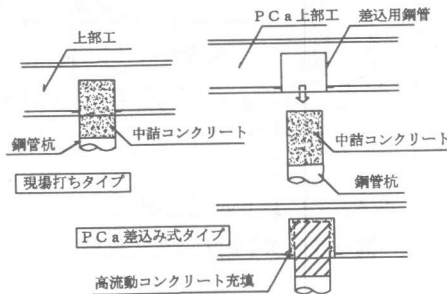 上部工
中詰コンクリート
鋼管杭
現場打ちタイプ
PCa上部工
差込用鋼管
中詰コンクリート
鋼管杭
PCa差込み式タイプ
高流動コンクリート充填